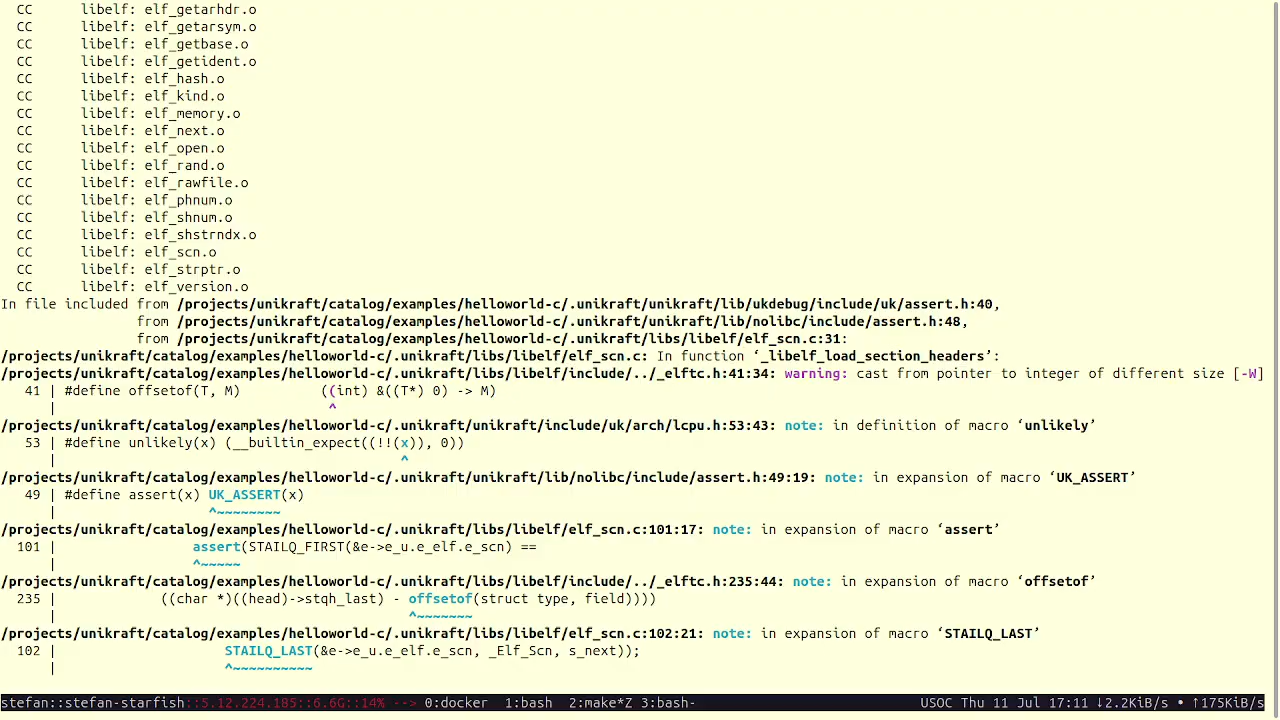 CC      libelf: elf_getarhdr.o
CC      libelf: elf_getarsym.o
CC      libelf: elf_getbase.o
CC      libelf: elf_getident.o
CC      libelf: elf_hash.o
CC      libelf: elf_kind.o
CC      libelf: elf_memory.o
CC      libelf: elf_next.o
CC      libelf: elf_open.o
CC      libelf: elf_rand.o
CC      libelf: elf_rawfile.o
CC      libelf: elf_phnum.o
CC      libelf: elf_shnum.o
CC      libelf: elf_shstrndx.o
CC      libelf: elf_scn.o
CC      libelf: elf_strptr.o
CC      libelf: elf_version.o
In file included from /projects/unikraft/catalog/examples/helloworld-c/.unikraft/unikraft/lib/ukdebug/include/uk/assert.h:40,
                 from /projects/unikraft/catalog/examples/helloworld-c/.unikraft/unikraft/lib/nolibc/include/assert.h:48,
                 from /projects/unikraft/catalog/examples/helloworld-c/.unikraft/libs/libelf/elf_scn.c:31:
/projects/unikraft/catalog/examples/helloworld-c/.unikraft/libs/libelf/elf_scn.c: In function ‘_libelf_load_section_headers’:
/projects/unikraft/catalog/examples/helloworld-c/.unikraft/libs/libelf/include/../_elftc.h:41:34: warning: cast from pointer to integer of different size [-W]
   41 | #define offsetof(T, M)          ((int) &((T*) 0) -> M)
      |                                  ^
/projects/unikraft/catalog/examples/helloworld-c/.unikraft/unikraft/include/uk/arch/lcpu.h:53:43: note: in definition of macro ‘unlikely’
   53 | #define unlikely(x) (__builtin_expect((!!(x)), 0))
      |                                           ^
/projects/unikraft/catalog/examples/helloworld-c/.unikraft/unikraft/lib/nolibc/include/assert.h:49:19: note: in expansion of macro ‘UK_ASSERT’
   49 | #define assert(x) UK_ASSERT(x)
      |                   ^~~~~~~~~
/projects/unikraft/catalog/examples/helloworld-c/.unikraft/libs/libelf/elf_scn.c:101:17: note: in expansion of macro ‘assert’
  101 |                 assert(STAILQ_FIRST(&e->e_u.e_elf.e_scn) ==
      |                 ^~~~~~
/projects/unikraft/catalog/examples/helloworld-c/.unikraft/libs/libelf/include/../_elftc.h:235:44: note: in expansion of macro ‘offsetof’
  235 |             ((char *)((head)->stqh_last) - offsetof(struct type, field))))
      |                                            ^~~~~~~~
/projects/unikraft/catalog/examples/helloworld-c/.unikraft/libs/libelf/elf_scn.c:102:21: note: in expansion of macro ‘STAILQ_LAST’
  102 |                     STAILQ_LAST(&e->e_u.e_elf.e_scn, _Elf_Scn, s_next));
      |                     ^~~~~~~~~~~
stefan::stefan-starfish::5.12.224.185::6.6G::14% --> 0:docker  1:bash  2:make*Z 3:bash-  USOC Thu 11 Jul 17:11 ↓2.2KiB/s • ↑175KiB/s